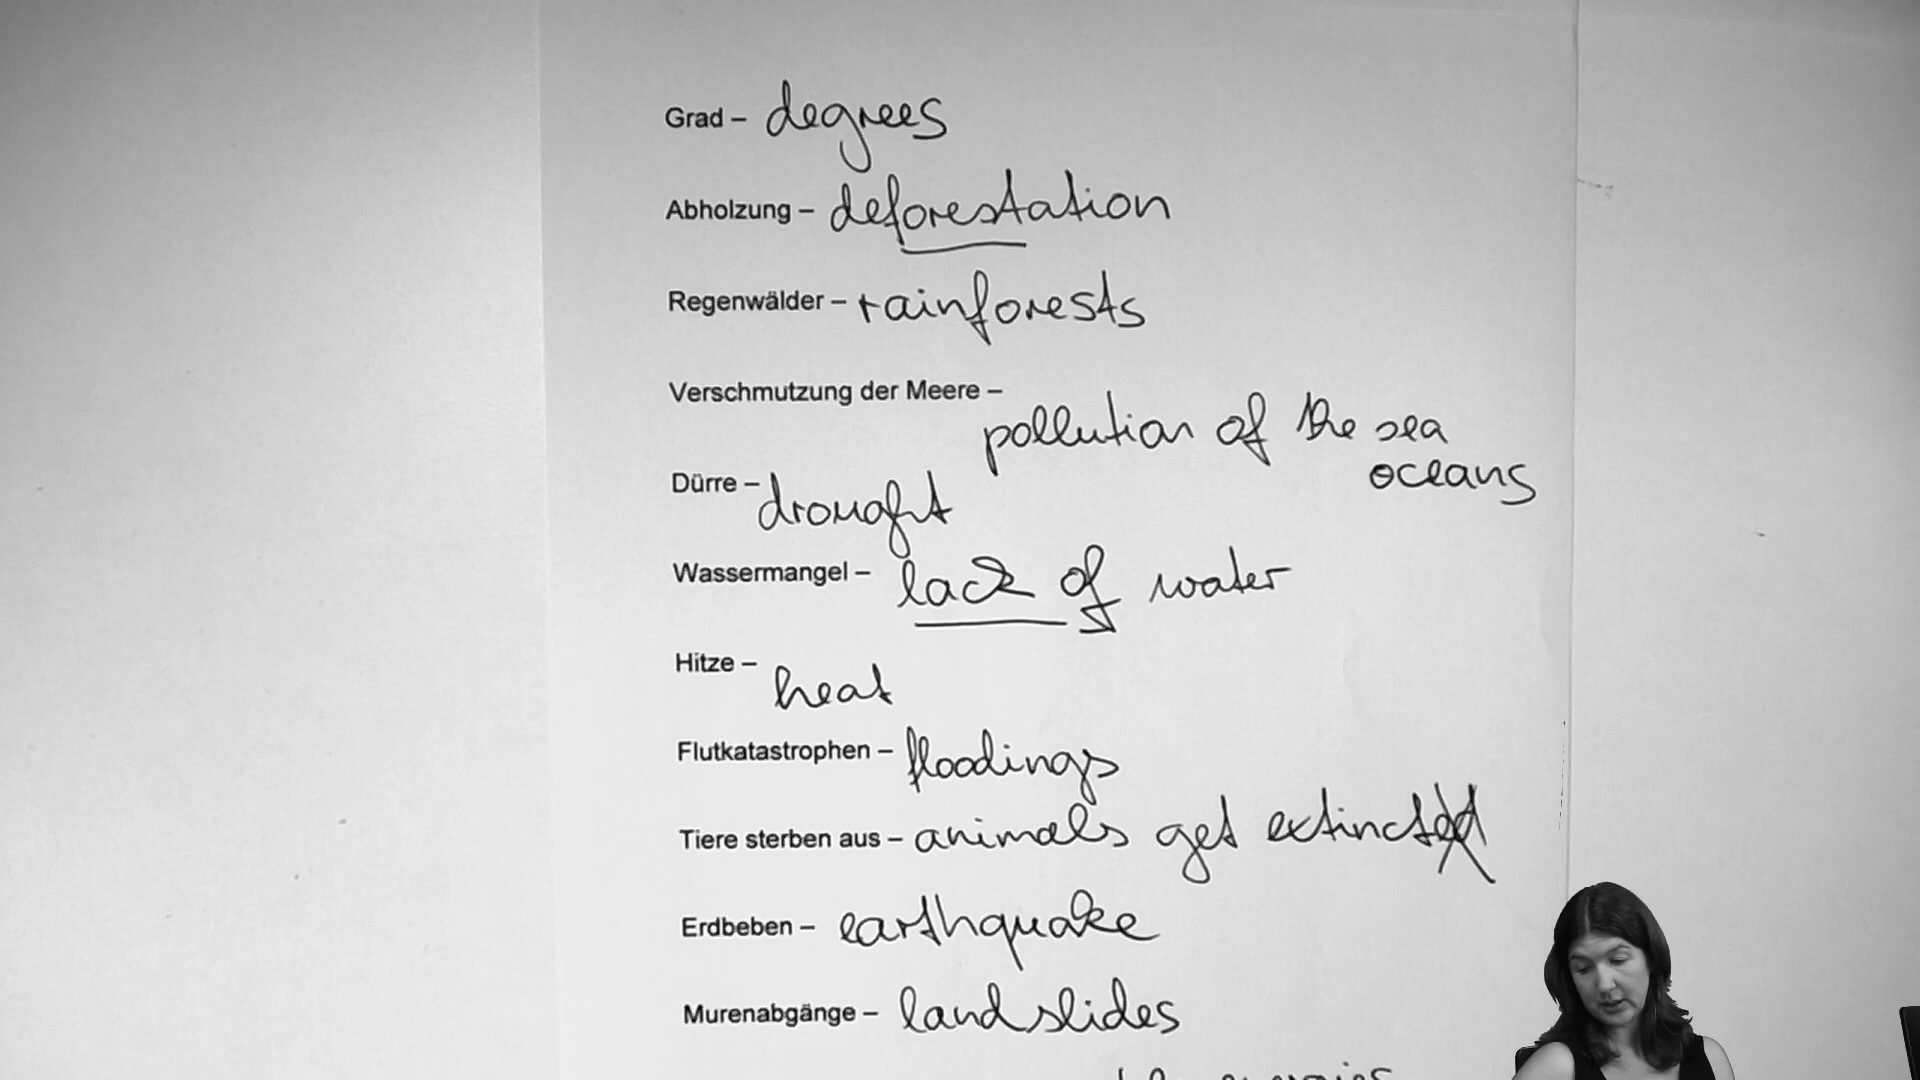 Grad – degrees
Abholzung – deforestation
Regenwälder – rainforests
Verschmutzung der Meere –
pollution of the sea
oceans
Dürre – drought
Wassermangel – lack of water
Hitze – heat
Flutkatastrophen – floodings
Tiere sterben aus – animals get extincted
Erdbeben – earthquake
Murenabgänge – landslides